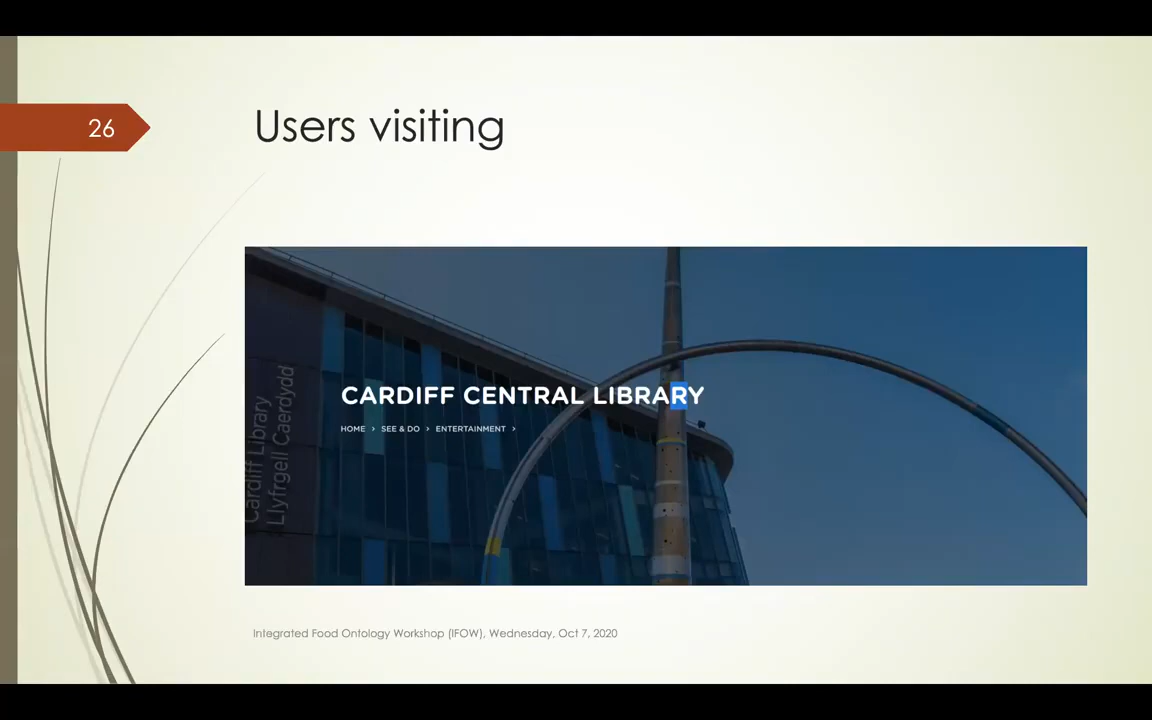 26
Users visiting
CARDIFF CENTRAL LIBRARY
HOME > SEE & DO > ENTERTAINMENT >
Cardiff Library
Llyfrgell Caerdydd
Integrated Food Ontology Workshop (IFOW), Wednesday, Oct 7, 2020